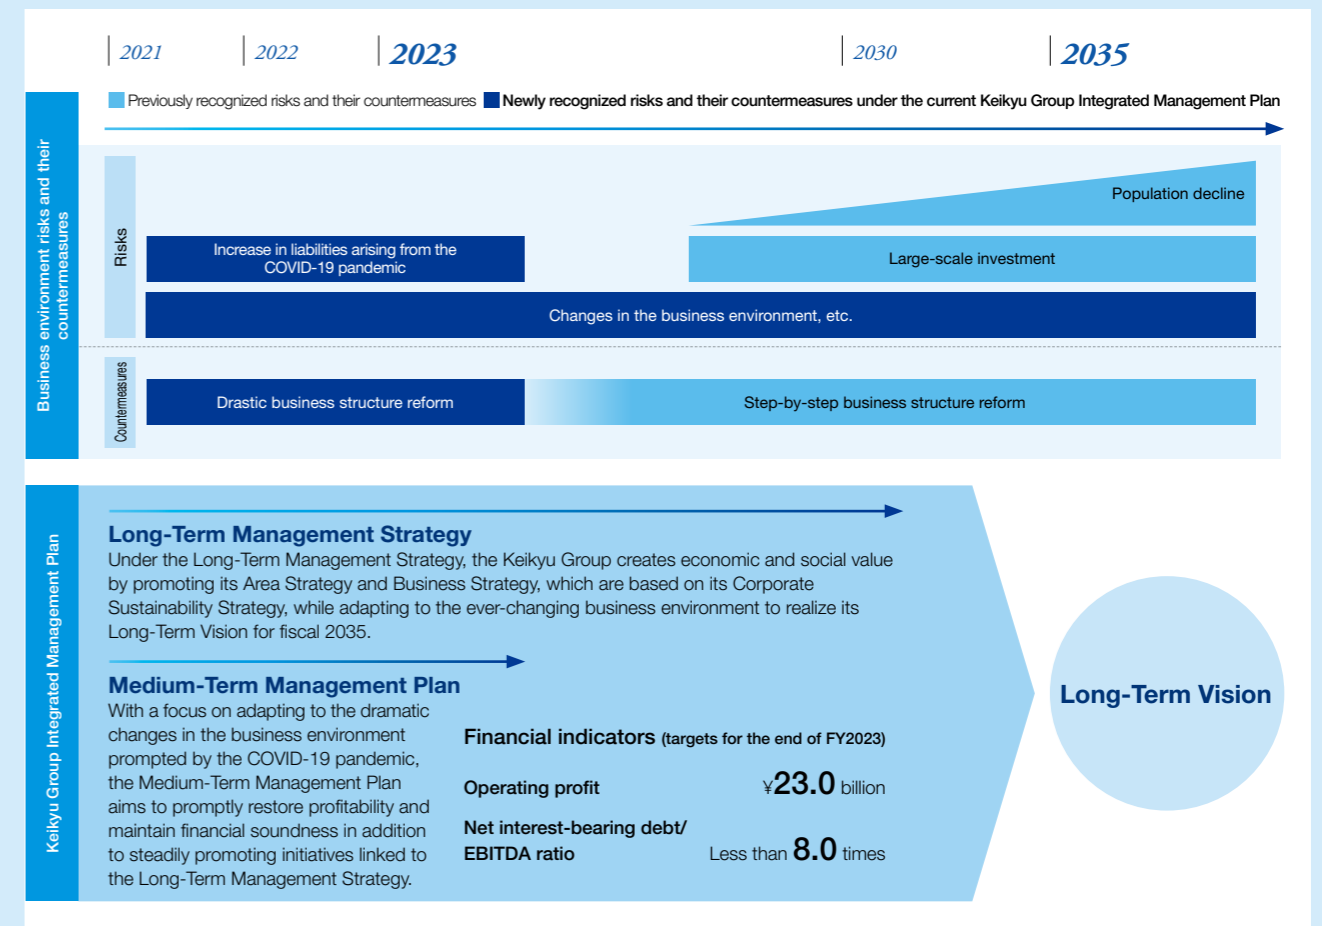 2021
2022
2023
2030
2035
Previously recognized risks and their countermeasures
Newly recognized risks and their countermeasures under the current Keikyu Group Integrated Management Plan
Business environment risks and their
countermeasures
Risks
Population decline
Increase in liabilities arising from the
COVID-19 pandemic
Large-scale investment
Changes in the business environment, etc.
Countermeasures
Drastic business structure reform
Step-by-step business structure reform
Keikyu Group Integrated Management Plan
Long-Term Management Strategy
Under the Long-Term Management Strategy, the Keikyu Group creates economic and social value
by promoting its Area Strategy and Business Strategy, which are based on its Corporate
Sustainability Strategy, while adapting to the ever-changing business environment to realize its
Long-Term Vision for fiscal 2035.
Medium-Term Management Plan
With a focus on adapting to the dramatic
changes in the business environment
prompted by the COVID-19 pandemic,
the Medium-Term Management Plan
aims to promptly restore profitability and
maintain financial soundness in addition
to steadily promoting initiatives linked to
the Long-Term Management Strategy.
Financial indicators (targets for the end of FY2023)
Operating profit ¥23.0 billion
Net interest-bearing debt/
EBITDA ratio Less than 8.0 times
Long-Term Vision